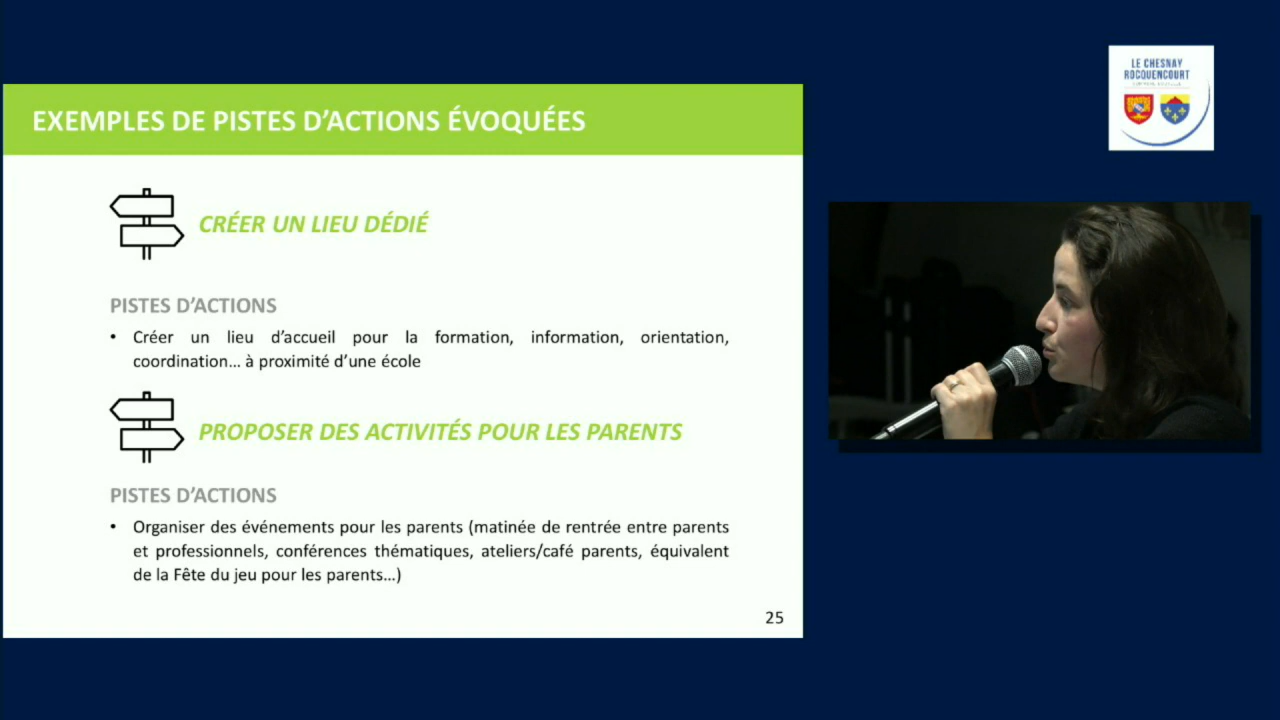 LE CHESNAY
ROCQUENCOURT
EXEMPLES DE PISTES D'ACTIONS ÉVOQUÉES
CRÉER UN LIEU DÉDIÉ
PISTES D'ACTIONS
• Créer un lieu d'accueil pour la formation, information, orientation,
coordination… à proximité d'une école
PROPOSER DES ACTIVITÉS POUR LES PARENTS
PISTES D'ACTIONS
• Organiser des événements pour les parents (matinée de rentrée entre parents
et professionnels, conférences thématiques, ateliers/café parents, équivalent
de la Fête du jeu pour les parents…)
25